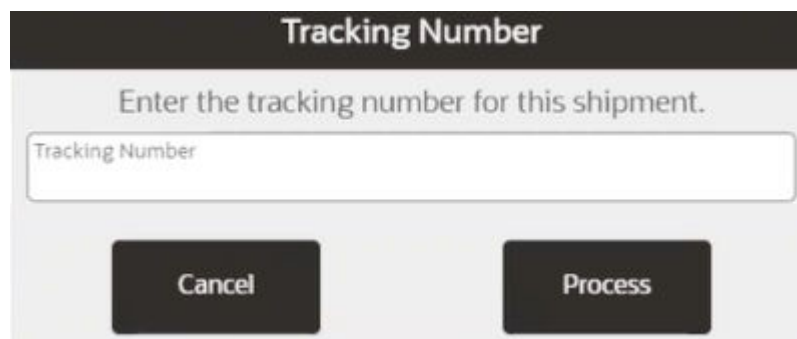 Tracking Number
Enter the tracking number for this shipment.
Tracking Number
Cancel
Process